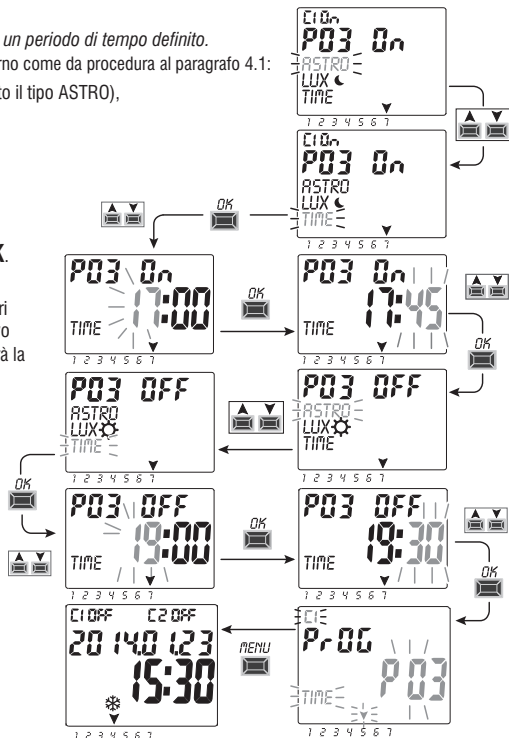 un periodo di tempo definito.
rno come da procedura al paragrafo 4.1:
to il tipo ASTRO),
C1 On
P03 On
ASTRO
LUX
TIME
1 2 3 4 5 6 7
C1 On
P03 On
ASTRO
LUX
TIME
1 2 3 4 5 6 7
OK
K.
ri
o
rà la
P03 On
17:00
TIME
1 2 3 4 5 6 7
OK
P03 On
17:45
TIME
1 2 3 4 5 6 7
OK
P03 OFF
ASTRO
LUX
TIME
1 2 3 4 5 6 7
P03 OFF
ASTRO
LUX
TIME
1 2 3 4 5 6 7
OK
P03 OFF
19:00
TIME
1 2 3 4 5 6 7
OK
P03 OFF
19:30
TIME
1 2 3 4 5 6 7
OK
C1 OFF C2 OFF
2014.01.23
15:30
1 2 3 4 5 6 7
MENU
C1
PrOG
P03
TIME
1 2 3 4 5 6 7